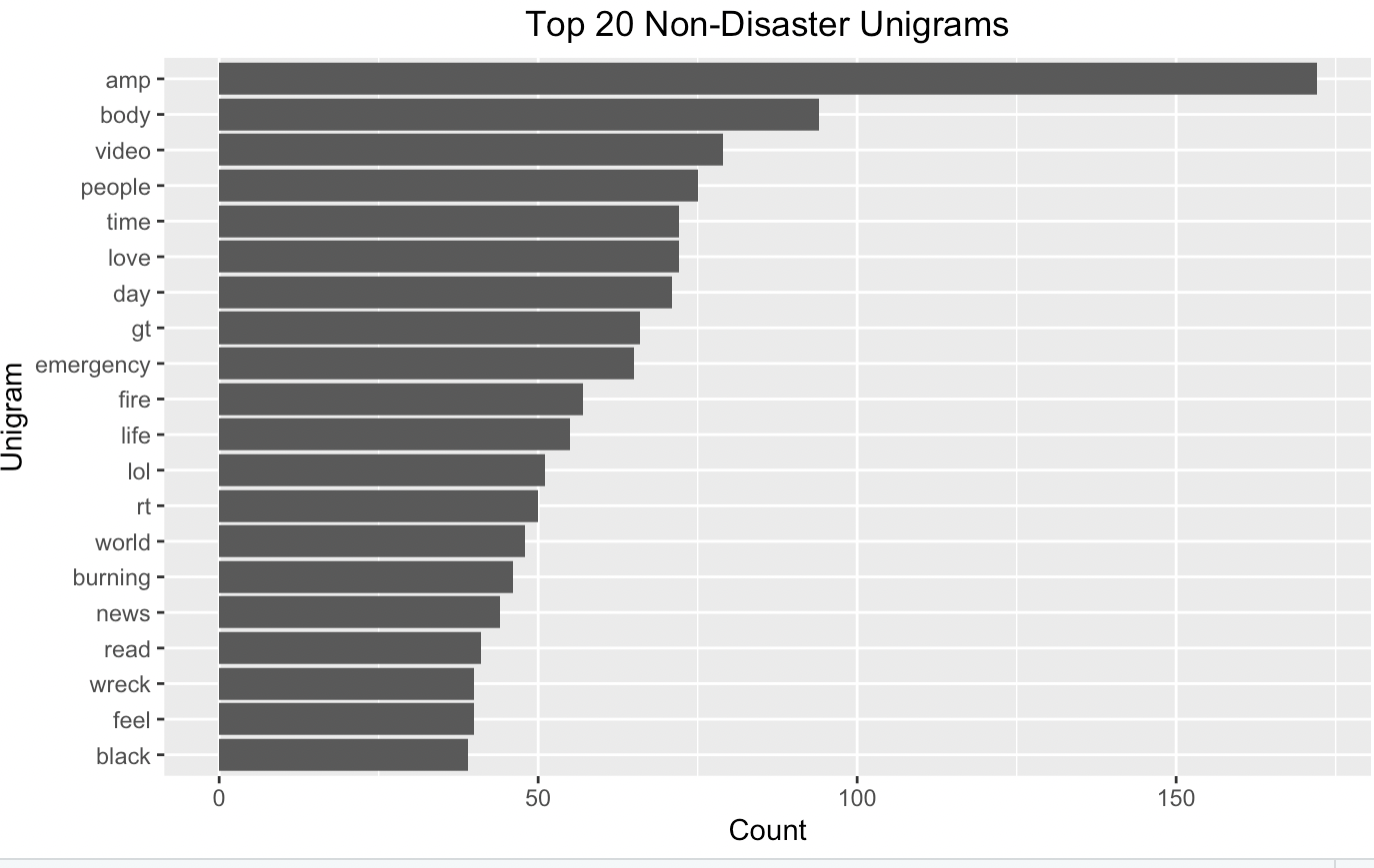 Top 20 Non-Disaster Unigrams
Unigram
amp
body
video
people
time
love
day
gt
emergency
fire
life
lol
rt
world
burning
news
read
wreck
feel
black
0 50 100 150
Count